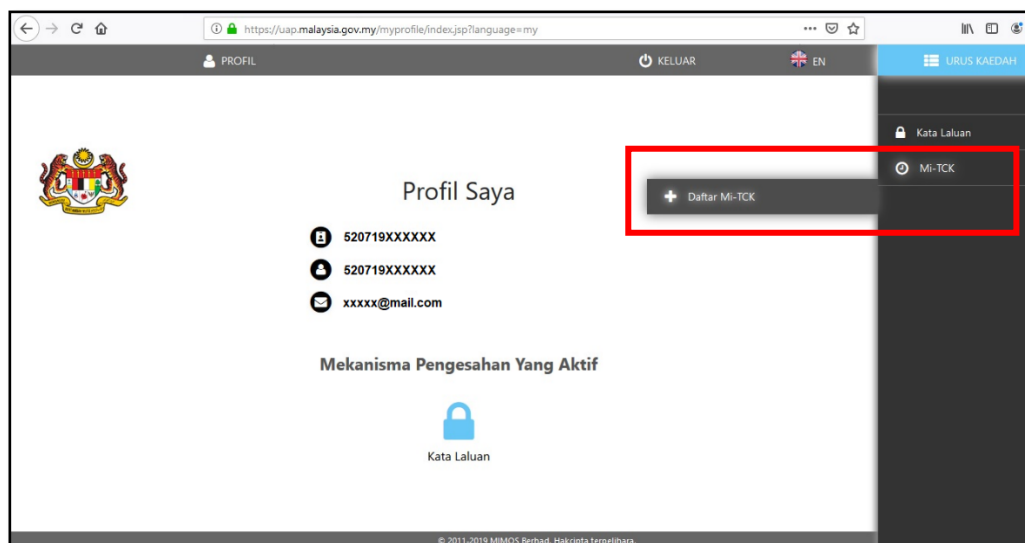 https://uap.malaysia.gov.my/myprofile/index.jsp?language=my
PROFIL
KELUAR
EN
URUS KAEDAH
Kata Laluan
Mi-TCK
Daftar Mi-TCK
Profil Saya
520719XXXXXX
520719XXXXXX
xxxxx@mail.com
Mekanisma Pengesahan Yang Aktif
Kata Laluan
© 2011-2019 MIMOS Berhad. Hakcipta terpelihara.